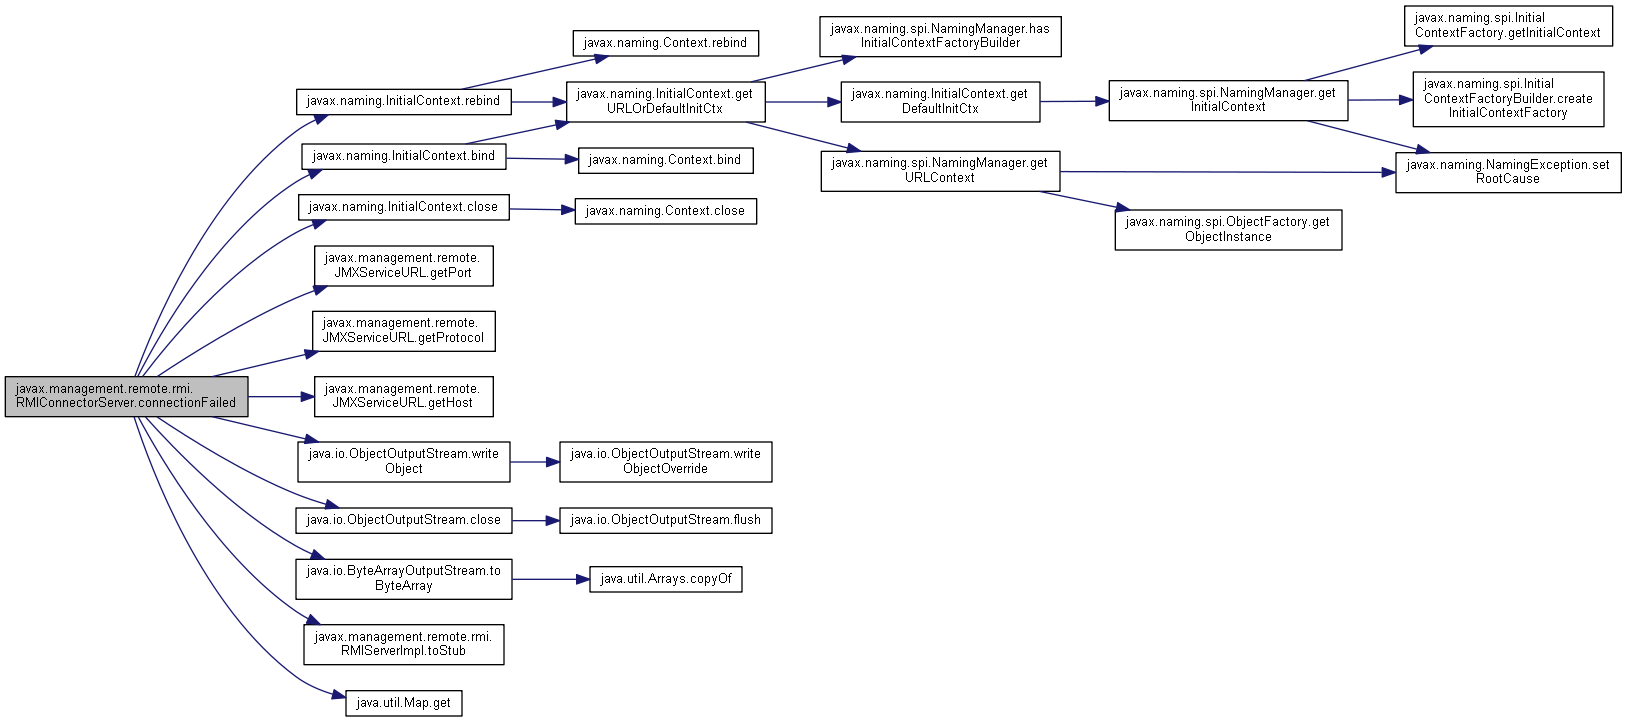 javax.management.remote.rmi.
RMIConnectorServer.connectionFailed
javax.naming.InitialContext.rebind
javax.naming.InitialContext.bind
javax.naming.InitialContext.close
javax.management.remote.
JMXServiceURL.getPort
javax.management.remote.
JMXServiceURL.getProtocol
javax.management.remote.
JMXServiceURL.getHost
java.io.ObjectOutputStream.write
Object
java.io.ObjectOutputStream.close
java.io.ByteArrayOutputStream.to
ByteArray
javax.management.remote.rmi.
RMIServerImpl.toStub
java.util.Map.get
javax.naming.Context.rebind
javax.naming.InitialContext.get
URLOrDefaultInitCtx
javax.naming.Context.bind
javax.naming.Context.close
java.io.ObjectOutputStream.write
ObjectOverride
java.io.ObjectOutputStream.flush
java.util.Arrays.copyOf
javax.naming.spi.NamingManager.has
InitialContextFactoryBuilder
javax.naming.InitialContext.get
DefaultInitCtx
javax.naming.spi.NamingManager.get
URLContext
javax.naming.spi.NamingManager.get
InitialContext
javax.naming.spi.ObjectFactory.get
ObjectInstance
javax.naming.spi.Initial
ContextFactory.getInitialContext
javax.naming.spi.Initial
ContextFactoryBuilder.create
InitialContextFactory
javax.naming.NamingException.set
RootCause